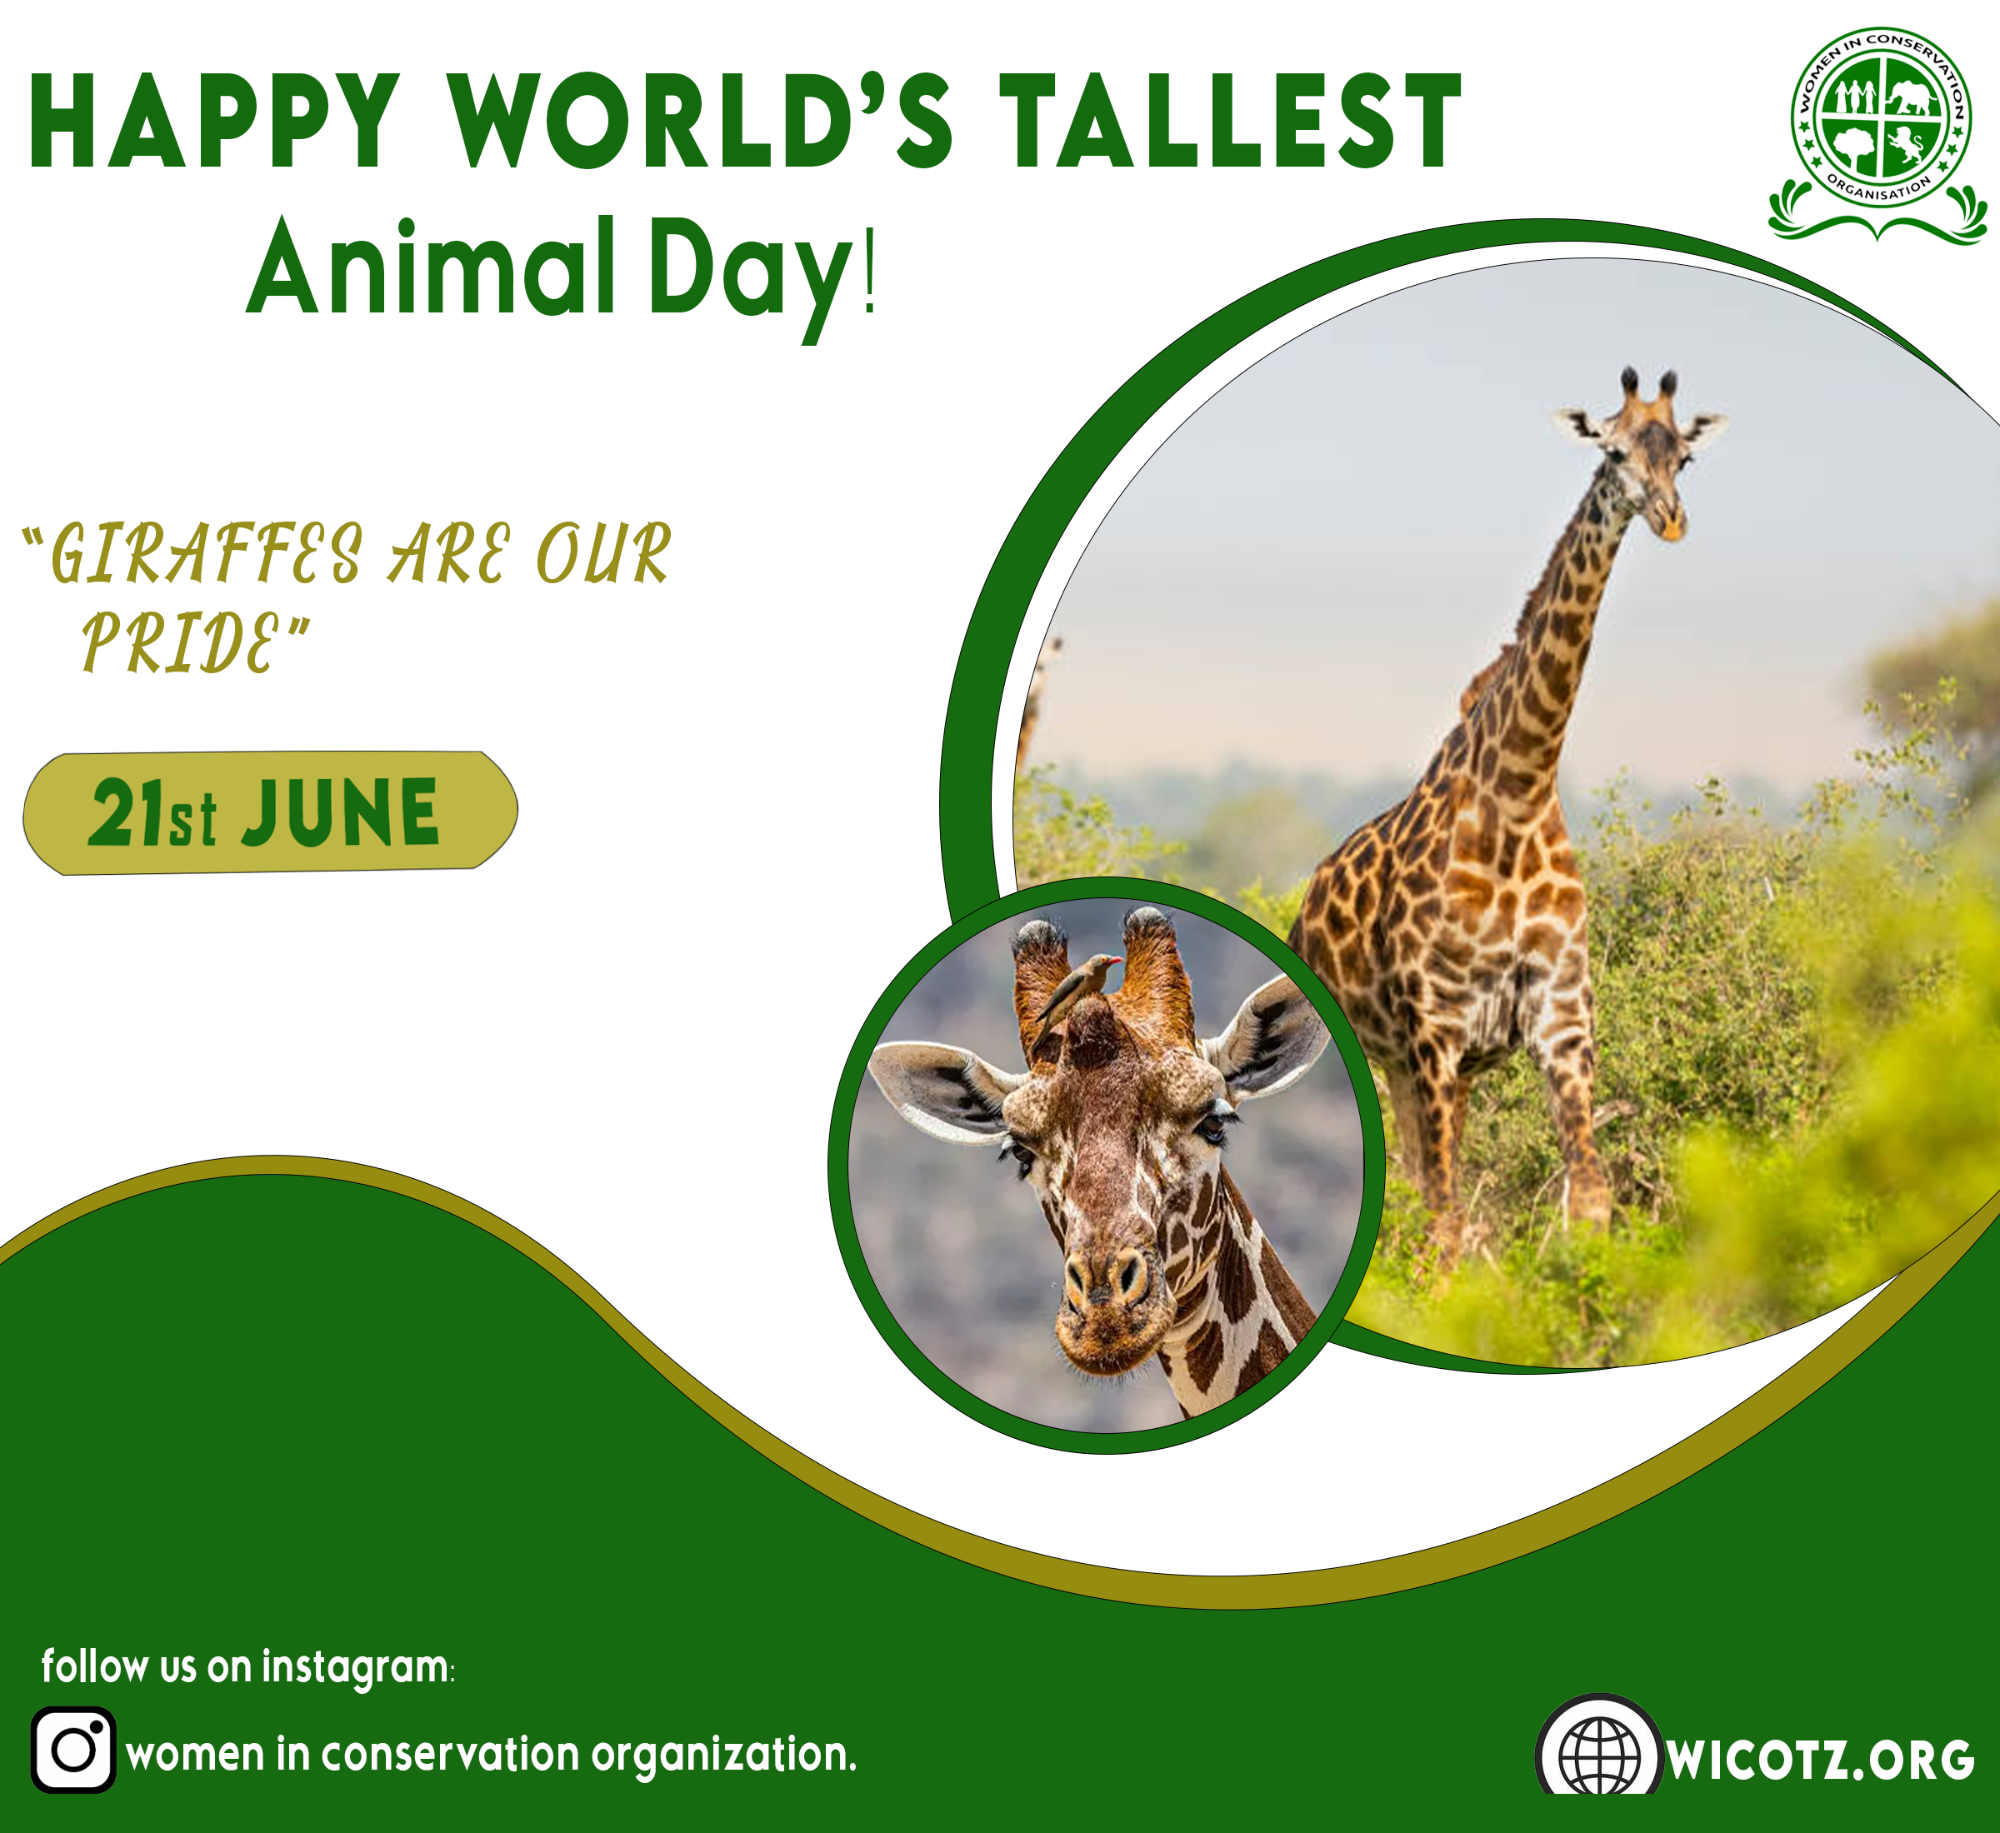 HAPPY WORLD'S TALLEST
Animal Day!
WOMEN IN CONSERVATION
ORGANISATION
“GIRAFFES ARE OUR
PRIDE”
21st JUNE
follow us on instagram:
women in conservation organization.
WICOTZ.ORG